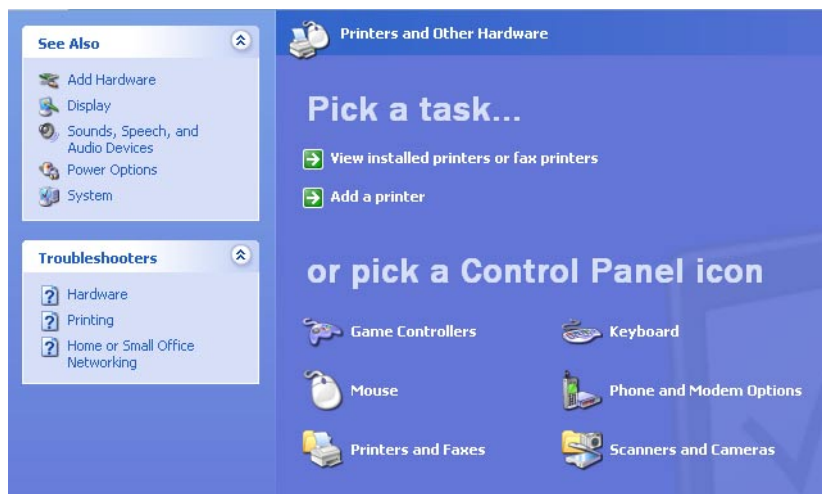 See Also
Add Hardware
Display
Sounds, Speech, and
Audio Devices
Power Options
System
Troubleshooters
Hardware
Printing
Home or Small Office
Networking
Printers and Other Hardware
Pick a task...
View installed printers or fax printers
Add a printer
or pick a Control Panel icon
Game Controllers
Keyboard
Mouse
Phone and Modem Options
Printers and Faxes
Scanners and Cameras